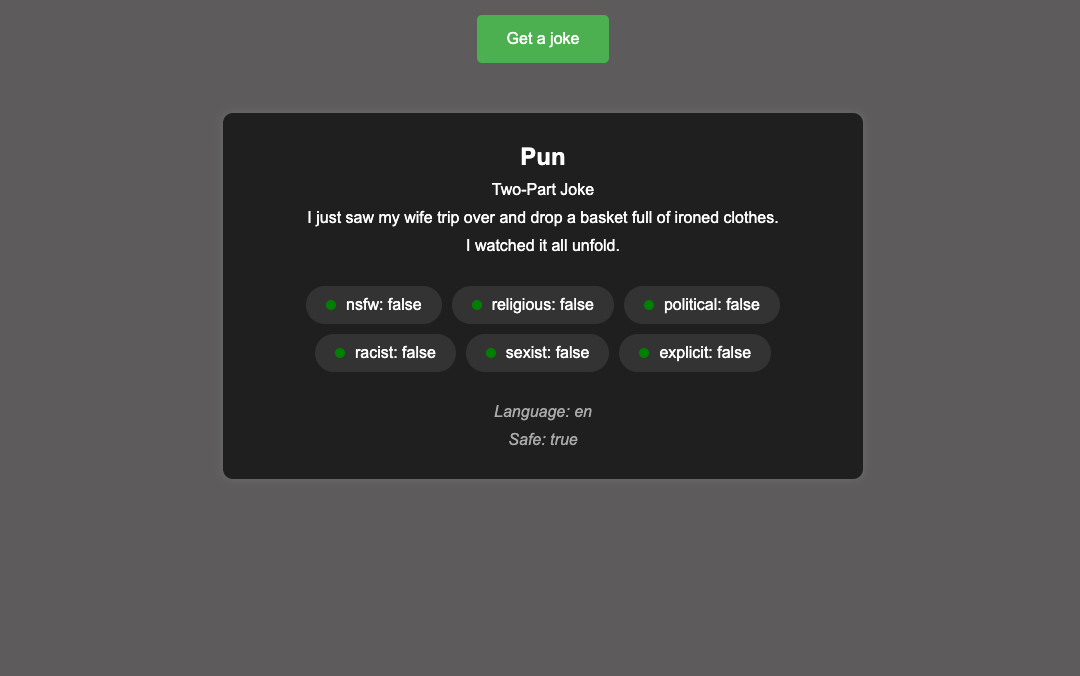 Get a joke
Pun
Two-Part Joke
I just saw my wife trip over and drop a basket full of ironed clothes.
I watched it all unfold.
nsfw: false religious: false political: false
racist: false sexist: false explicit: false
Language: en
Safe: true